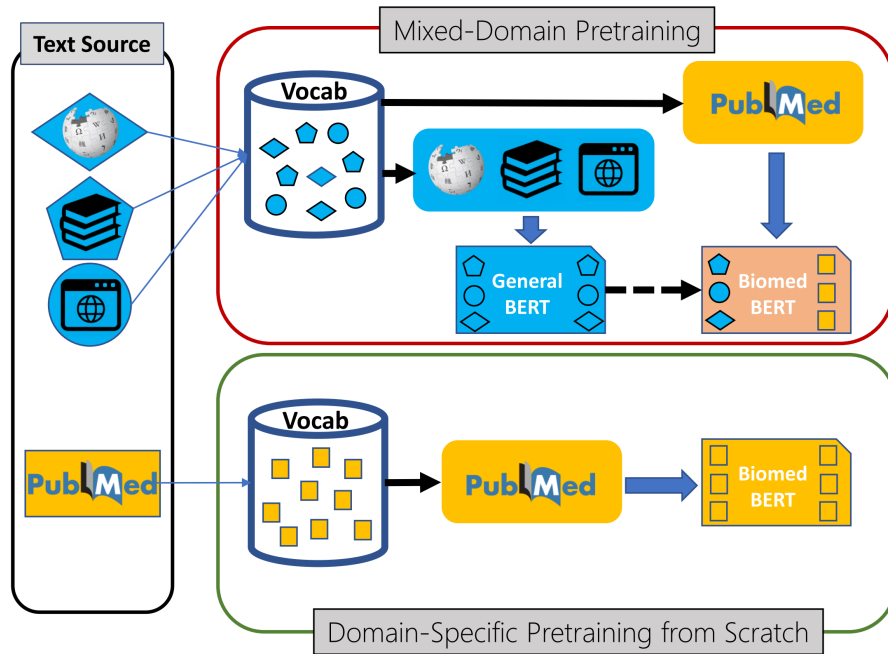 Text Source
Mixed-Domain Pretraining
Vocab
PubMed
General
BERT
Biomed
BERT
Vocab
PubMed
PubMed
Biomed
BERT
Domain-Specific Pretraining from Scratch